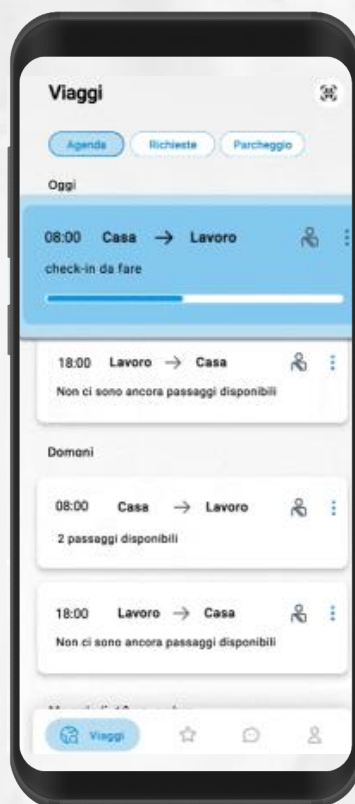 Viaggi
Agenda Richieste Parcheggio
Oggi
08:00 Casa → Lavoro
check-in da fare
18:00 Lavoro → Casa
Non ci sono ancora passaggi disponibili
Domani
08:00 Casa → Lavoro
2 passaggi disponibili
18:00 Lavoro → Casa
Non ci sono ancora passaggi disponibili
Viaggi